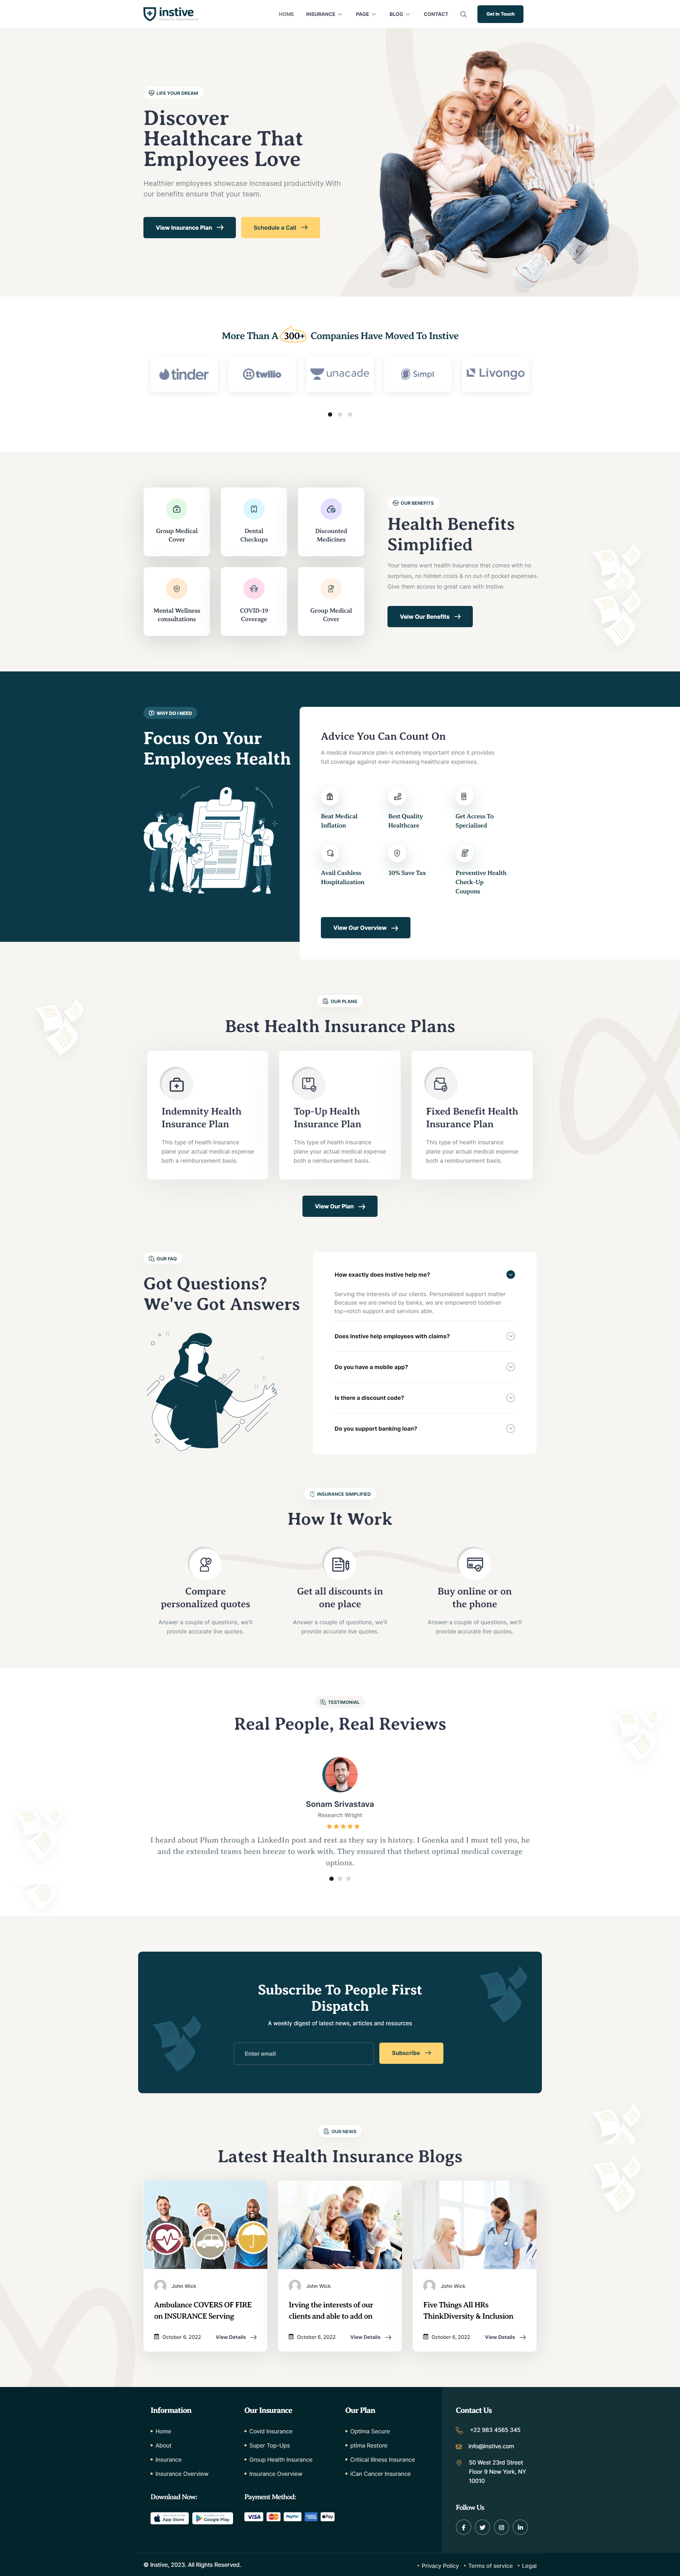 instive
HEALTH INSURANCE
HOME
INSURANCE
PAGE
BLOG
CONTACT
Get In Touch
LIFE YOUR DREAM
Discover
Healthcare That
Employees Love
Healthier employees showcase increased productivity.With
our benefits ensure that your team.
View Insurance Plan
Schedule a Call
More Than A 300+ Companies Have Moved To Instive
tinder
twilio
unacade
Simpl
Livongo
Group Medical
Cover
Dental
Checkups
Discounted
Medicines
Mental Wellness
consultations
COVID-19
Coverage
Group Medical
Cover
OUR BENEFITS
Health Benefits
Simplified
Your teams want health insurance that comes with no
surprises, no hidden costs & no out-of pocket expenses.
Give them access to great care with Instive.
Veiw Our Benefits
WHY DO I NEED
Focus On Your
Employees Health
Advice You Can Count On
A medical insurance plan is extremely important since it provides
full coverage against ever-increasing healthcare expenses.
Beat Medical
Inflation
Best Quality
Healthcare
Get Access To
Specialised
Avail Cashless
Hospitalization
30% Save Tax
Preventive Health
Check-Up
Coupons
View Our Overview
OUR PLANS
Best Health Insurance Plans
Indemnity Health
Insurance Plan
This type of health insurance
plane your actual medical expense
both a reimbursement basis.
Top-Up Health
Insurance Plan
This type of health insurance
plane your actual medical expense
both a reimbursement basis.
Fixed Benefit Health
Insurance Plan
This type of health insurance
plane your actual medical expense
both a reimbursement basis.
View Our Plan
OUR FAQ
Got Questions?
We've Got Answers
How exactly does Instive help me?
Serving the interests of our clients. Personalized support matter
Because we are owned by banks, we are empowered todeliver
top-notch support and services able.
Does Instive help employees with claims?
Do you have a mobile app?
Is there a discount code?
Do you support banking loan?
INSURANCE SIMPLIFIED
How It Work
Compare
personalized quotes
Answer a couple of questions, we'll
provide accurate live quotes.
Get all discounts in
one place
Answer a couple of questions, we'll
provide accurate live quotes.
Buy online or on
the phone
Answer a couple of questions, we'll
provide accurate live quotes.
TESTIMONIAL
Real People, Real Reviews
Sonam Srivastava
Research Wright
I heard about Plum through a LinkedIn post and rest as they say is history. I Goenka and I must tell you, he
and the extended teams been breeze to work with. They ensured that thebest optimal medical coverage
options.
Subscribe To People First
Dispatch
A weekly digest of latest news, articles and resources
Enter email
Subscribe
OUR NEWS
Latest Health Insurance Blogs
John Wick
Ambulance COVERS OF FIRE
on INSURANCE Serving
October 6, 2022
View Details
John Wick
Irving the interests of our
clients and able to add on
October 6, 2022
View Details
John Wick
Five Things All HRs
ThinkDiversity & Inclusion
October 6, 2022
View Details
Information
Home
About
Insurance
Insurance Overview
Our Insurance
Covid Insurance
Super Top-Ups
Group Health Insurance
Insurance Overview
Our Plan
Optima Secure
ptima Restore
Critical Illness Insurance
iCan Cancer Insurance
Contact Us
+22 983 4565 345
info@instive.com
50 West 23rd Street
Floor 9 New York, NY
10010
Download Now:
App Store
Google Play
Payment Method:
VISA
PayPal
Pay
Follow Us
© Instive, 2023. All Rights Reserved.
Privacy Policy
Terms of service
Legal